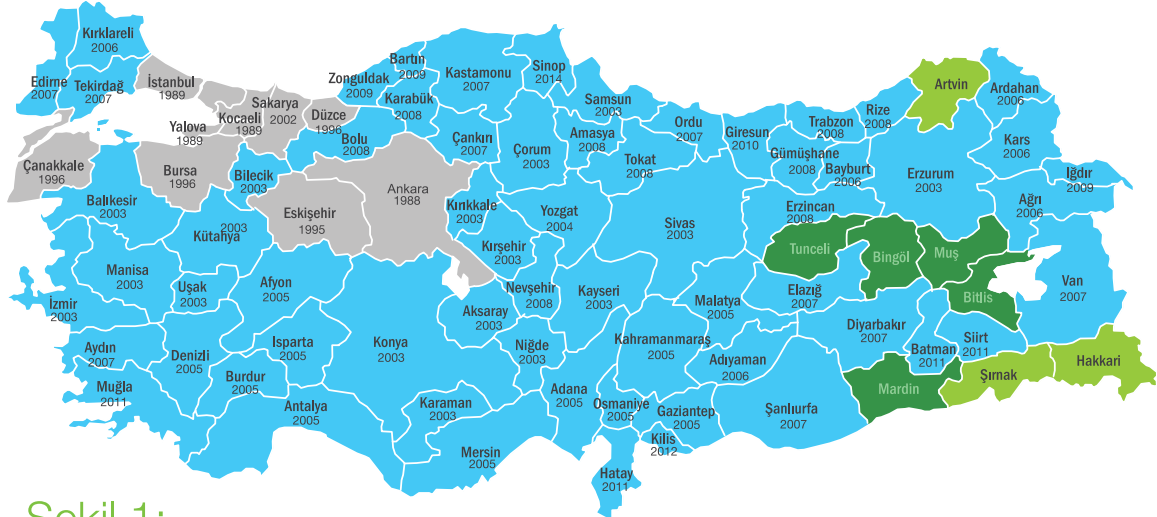 Kırklareli
2006
Edirne
2007
Tekirdağ
2007
İstanbul
1989
Yalova
1989
Kocaeli
1989
Sakarya
2002
Düzce
1996
Zonguldak
2009
Bartın
2009
Karabük
2008
Kastamonu
2007
Sinop
2014
Samsun
2003
Ordu
2007
Giresun
2010
Trabzon
2008
Rize
2008
Artvin
Ardahan
2006
Kars
2006
Iğdır
2009
Ağrı
2006
Erzurum
2003
Bayburt
2006
Gümüşhane
2008
Erzincan
2008
Tokat
2008
Amasya
2008
Çorum
2003
Çankırı
2007
Bolu
2008
Çanakkale
1996
Bursa
1996
Bilecik
2003
Eskişehir
1995
Ankara
1988
Kırıkkale
2003
Yozgat
2004
Sivas
2003
Balıkesir
2003
2003
Kütahya
Kırşehir
2003
Nevşehir
2008
Kayseri
2003
Malatya
2005
Elazığ
2007
Tunceli
Bingöl
Muş
Bitlis
Van
2007
Manisa
2003
Uşak
2003
Afyon
2005
İzmir
2003
Aydın
2007
Denizli
2005
Isparta
2005
Burdur
2005
Muğla
2011
Antalya
2005
Konya
2003
Aksaray
2003
Niğde
2003
Karaman
2003
Mersin
2005
Adana
2005
Osmaniye
2005
Kahramanmaraş
2005
Adıyaman
2006
Gaziantep
2005
Kilis
2012
Hatay
2011
Şanlıurfa
2007
Diyarbakır
2007
Batman
2011
Siirt
2011
Mardin
Şırnak
Hakkari
Şekil 1: